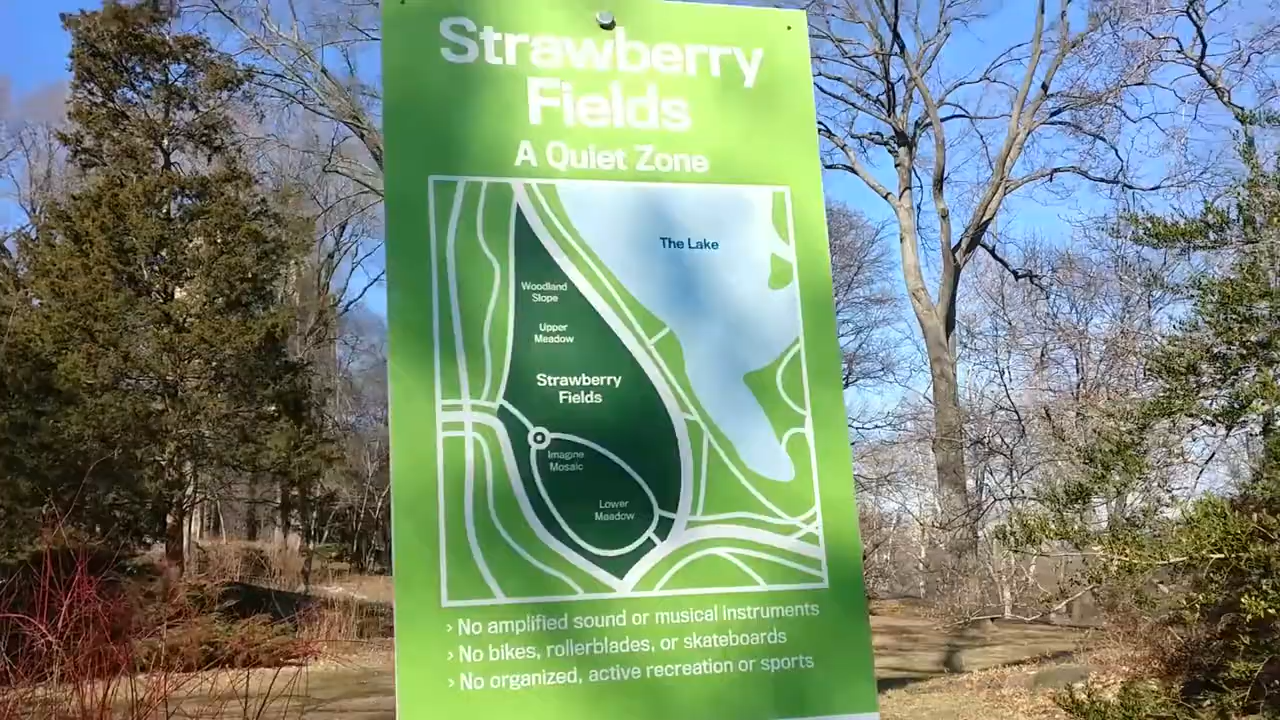 Strawberry
Fields
A Quiet Zone
The Lake
Woodland
Slope
Upper
Meadow
Strawberry
Fields
Imagine
Mosaic
Lower
Meadow
› No amplified sound or musical instruments
› No bikes, rollerblades, or skateboards
› No organized, active recreation or sports